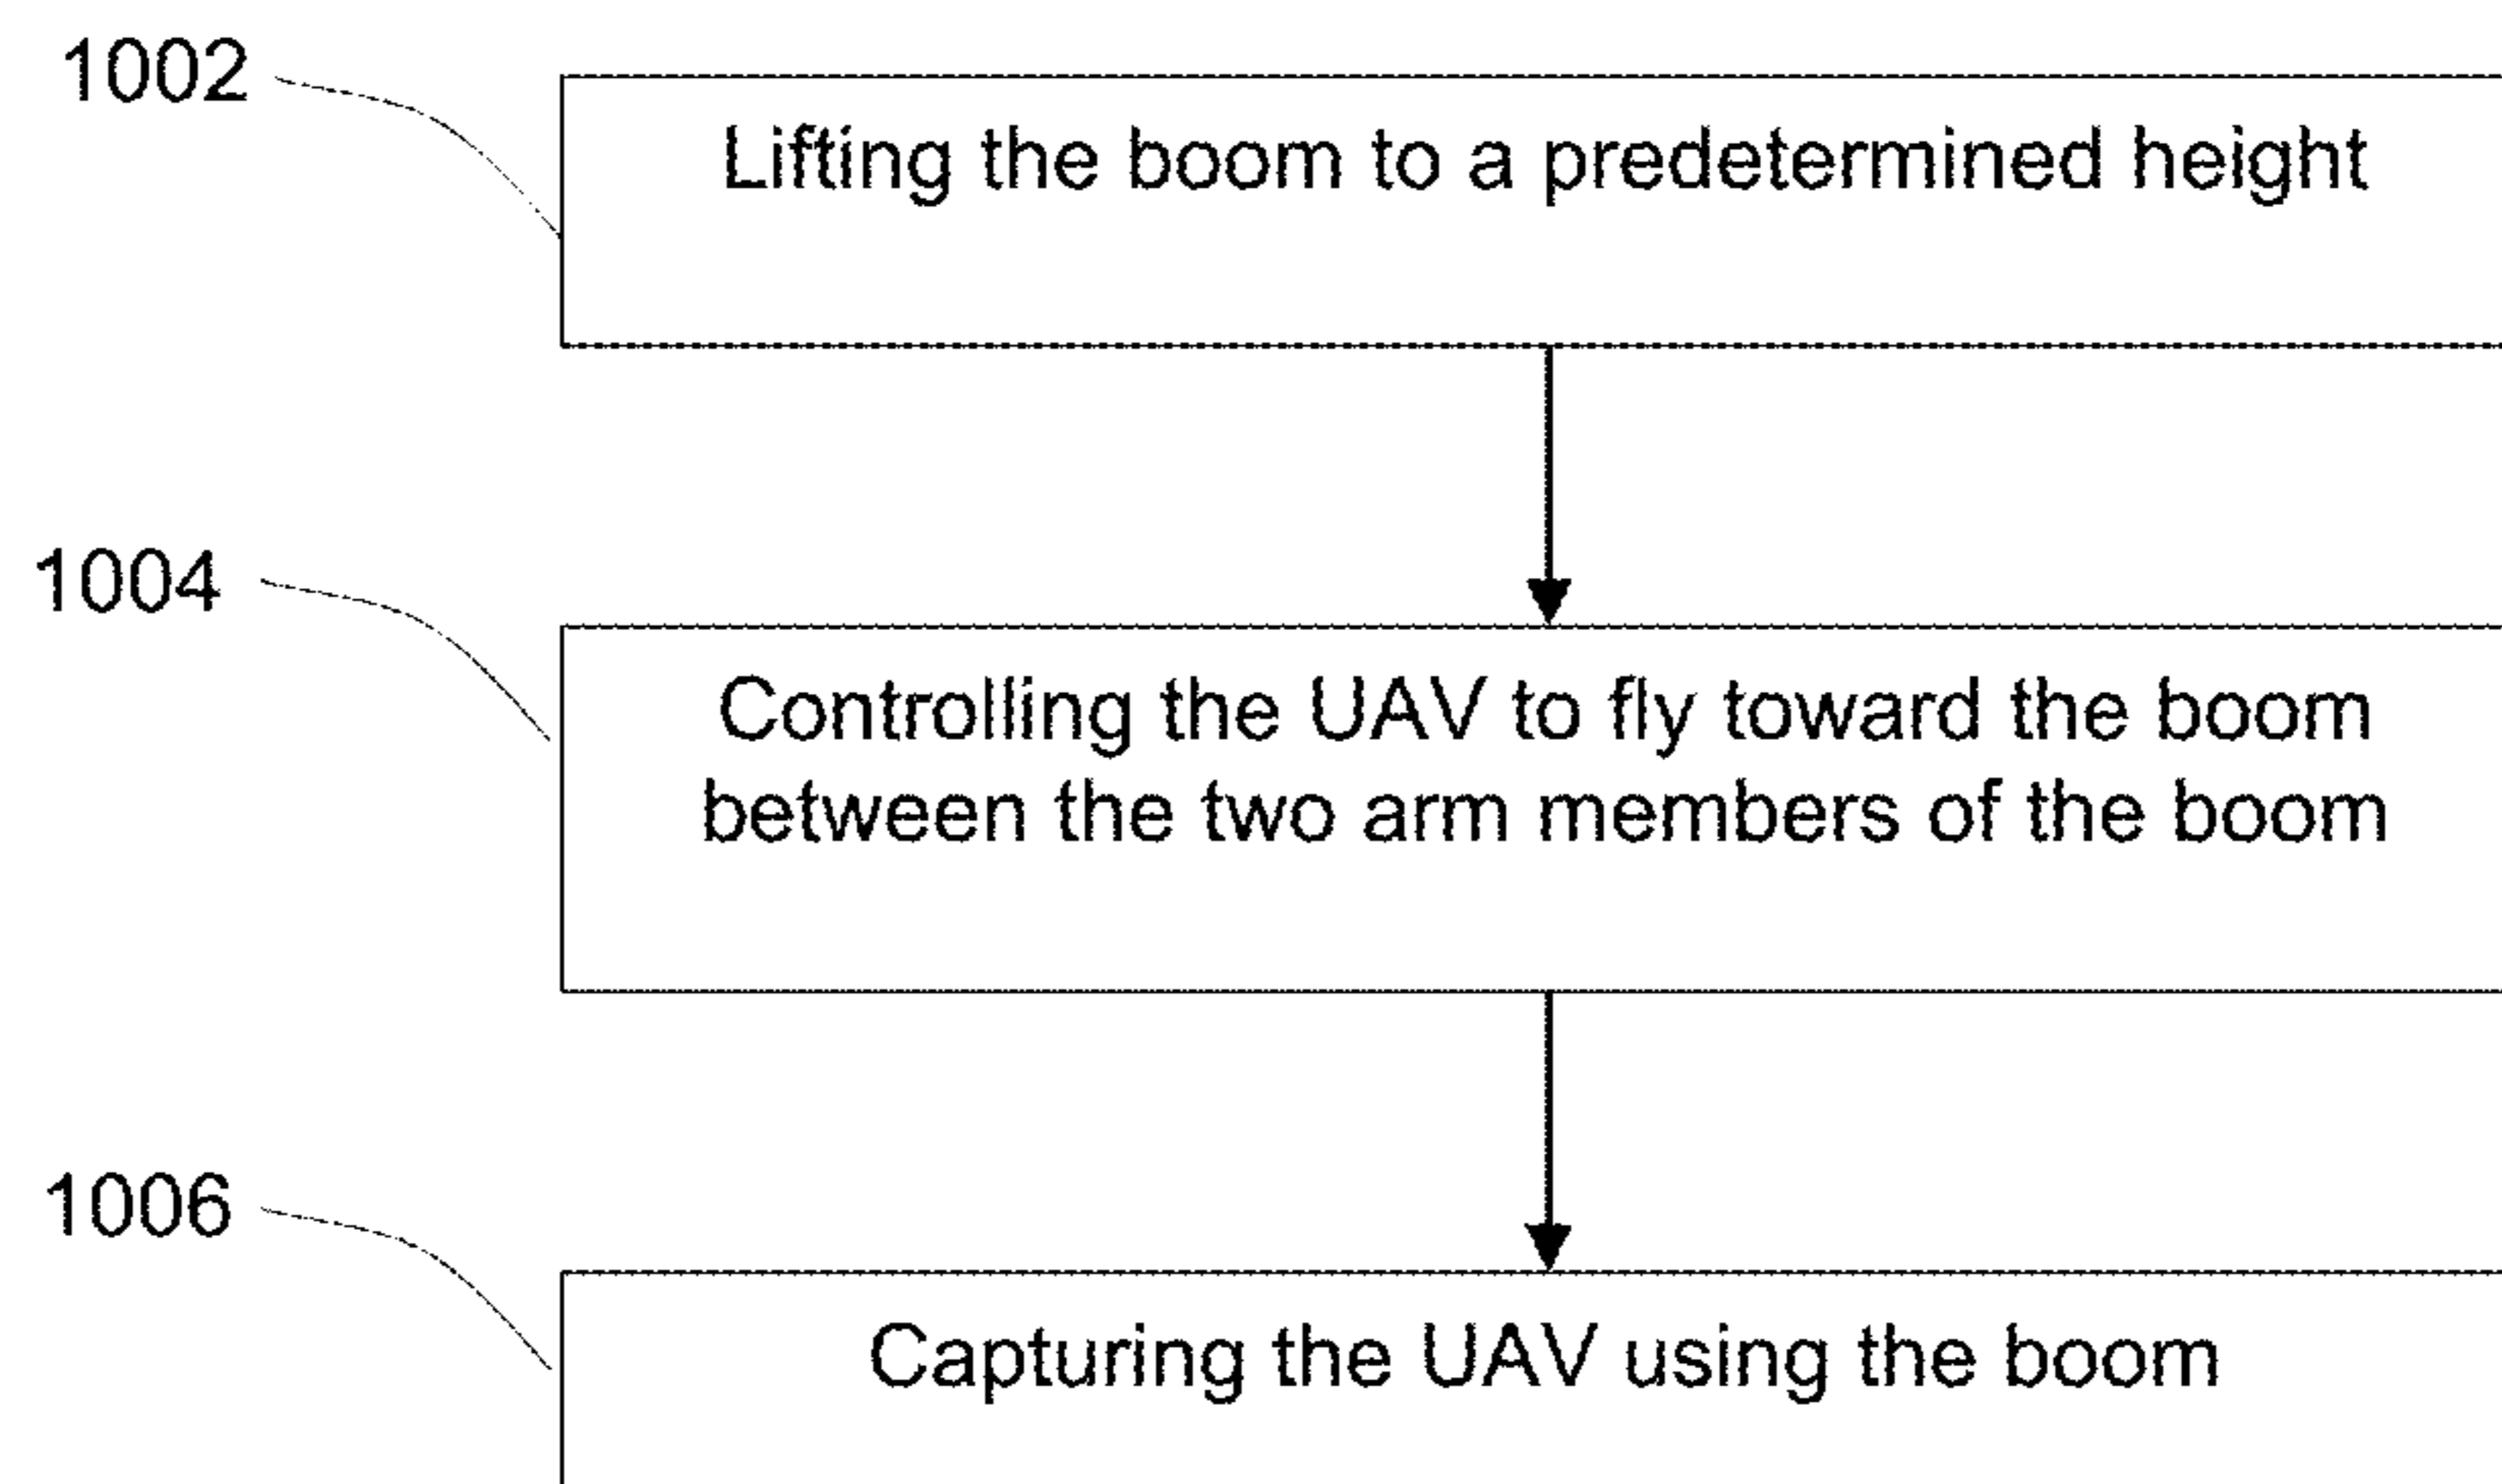 1002
Lifting the boom to a predetermined height
1004
Controlling the UAV to fly toward the boom
between the two arm members of the boom
1006
Capturing the UAV using the boom